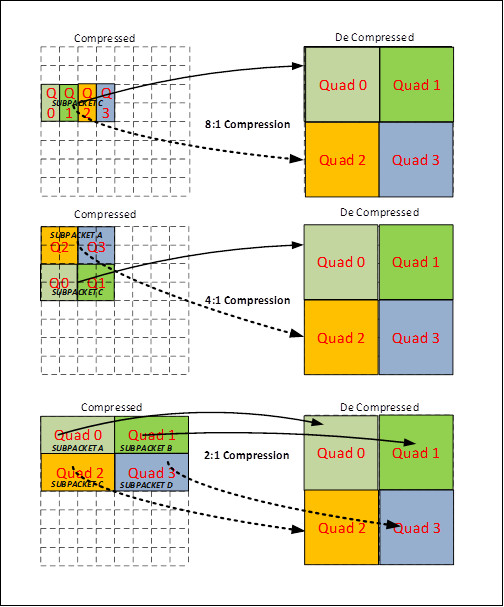 Compressed
De Compressed
Q Q Q Q
SUBPACKET C
0 1 2 3
Quad 0
Quad 1
8:1 Compression
Quad 2
Quad 3
Compressed
De Compressed
SUBPACKET A
Q2
Q3
Q0
Q1
SUBPACKET C
Quad 0
Quad 1
4:1 Compression
Quad 2
Quad 3
Compressed
De Compressed
Quad 0
Quad 1
SUBPACKET A
SUBPACKET B
Quad 2
Quad 3
SUBPACKET
SUBPACKET D
2:1 Compression
Quad 0
Quad 1
Quad 2
Quad 3